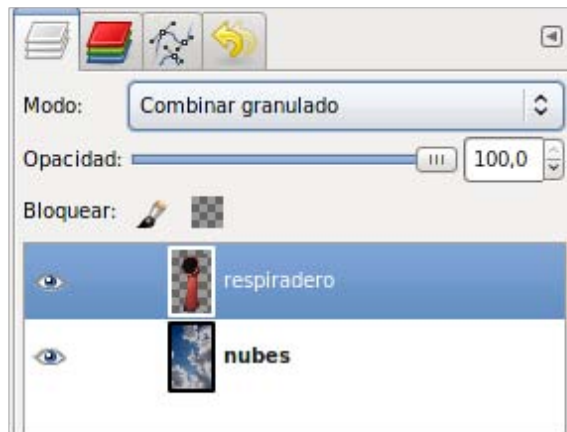 Modo: Combinar granulado
Opacidad: 100,0
Bloquear:
respiradero
nubes